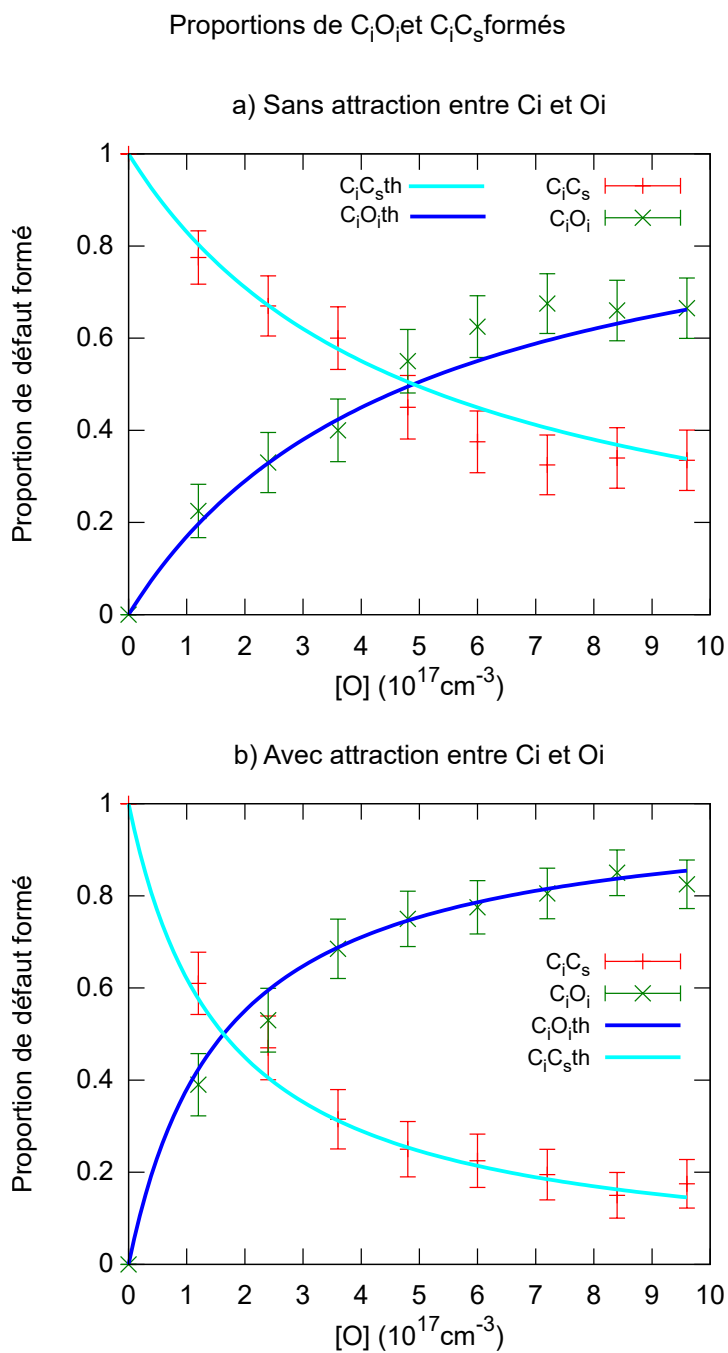 Proportions de CiOiet CiCsformés
a) Sans attraction entre Ci et Oi
1
0.8
0.6
0.4
0.2
0
Proportion de défaut formé
CiCsth
CiOith
CiCs
CiOi
0 1 2 3 4 5 6 7 8 9 10
[O] (10^17cm^-3)
b) Avec attraction entre Ci et Oi
1
0.8
0.6
0.4
0.2
0
Proportion de défaut formé
CiCs
CiOi
CiOith
CiCsth
0 1 2 3 4 5 6 7 8 9 10
[O] (10^17cm^-3)